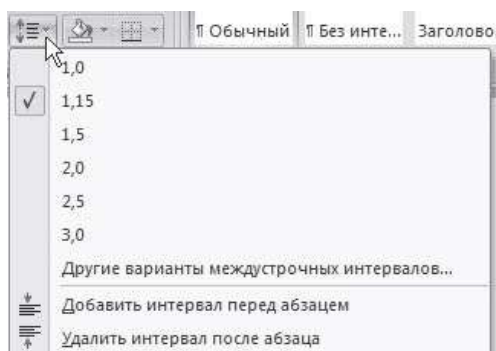 ¶ Обычный ¶ Без инте... Заголово
1,0
1,15
1,5
2,0
2,5
3,0
Другие варианты междустрочных интервалов...
Добавить интервал перед абзацем
Удалить интервал после абзаца